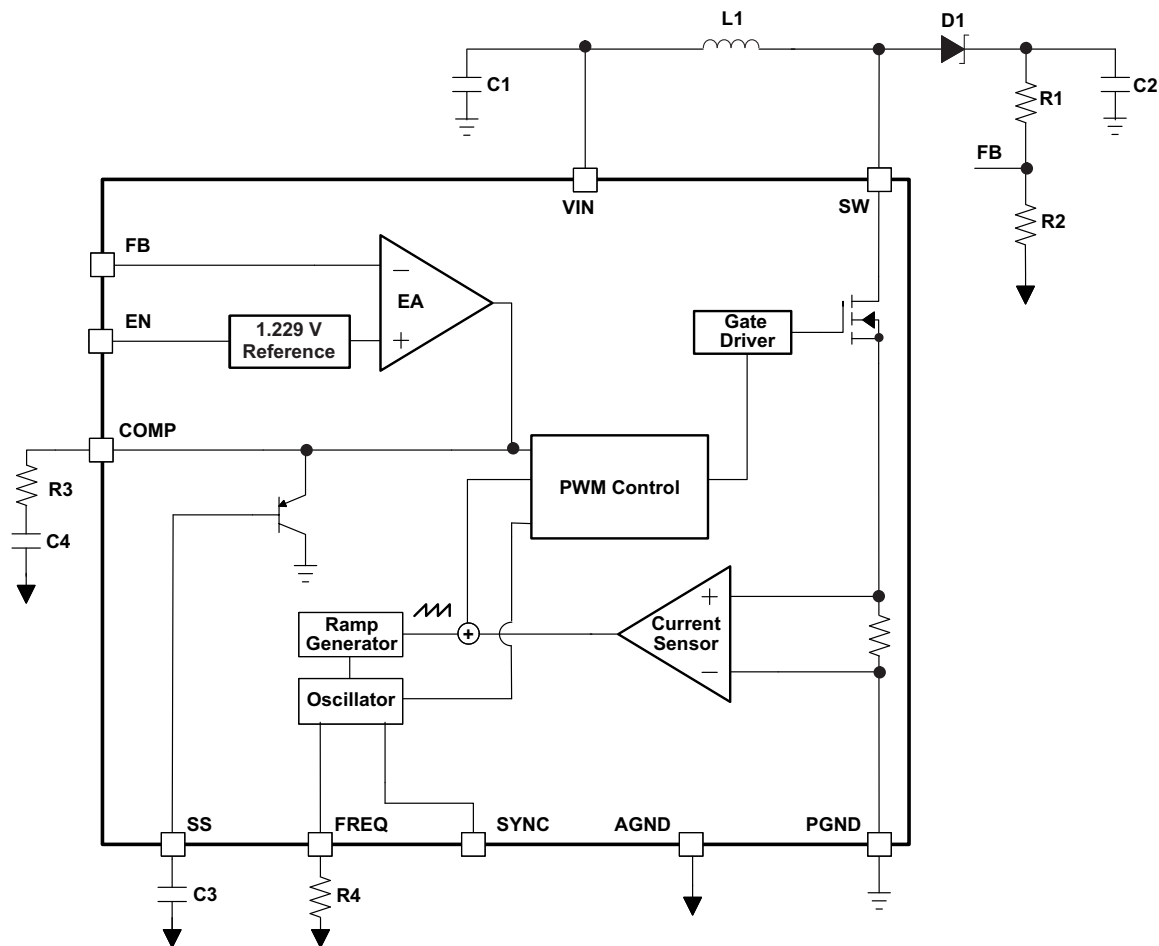 L1
D1
C1
R1
C2
FB
R2
VIN
SW
FB
EN
EA
1.229 V
Reference
Gate
Driver
COMP
R3
C4
PWM Control
Ramp
Generator
Current
Sensor
Oscillator
SS
FREQ
SYNC
AGND
PGND
C3
R4